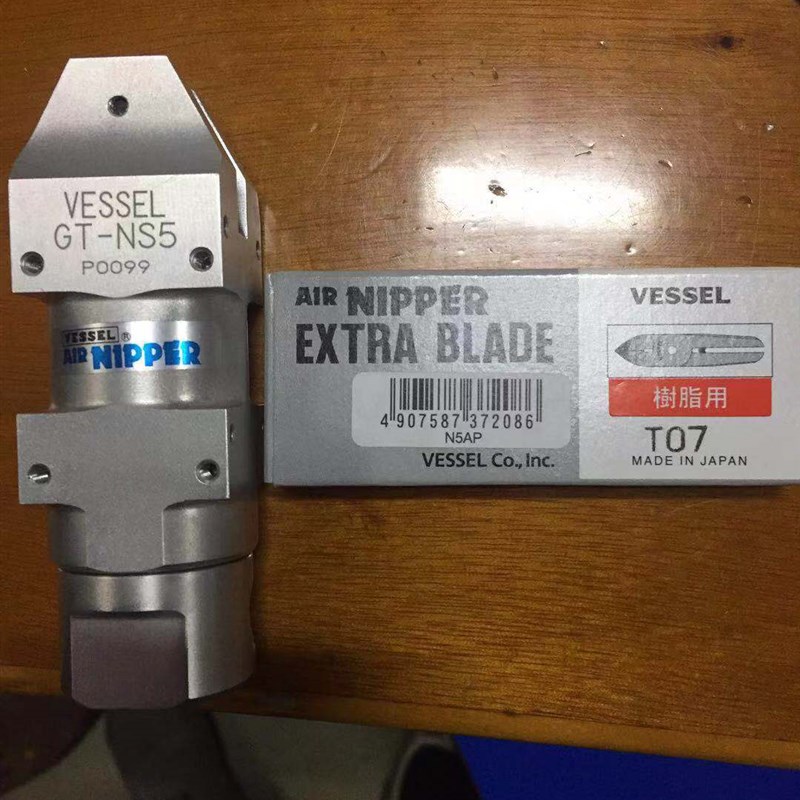 VESSEL
GT-NS5
P0099
VESSEL®
AIR NIPPER
AIR NIPPER
EXTRA BLADE
4 907587 372086
N5AP
VESSEL Co., Inc.
VESSEL
樹脂用
T07
MADE IN JAPAN